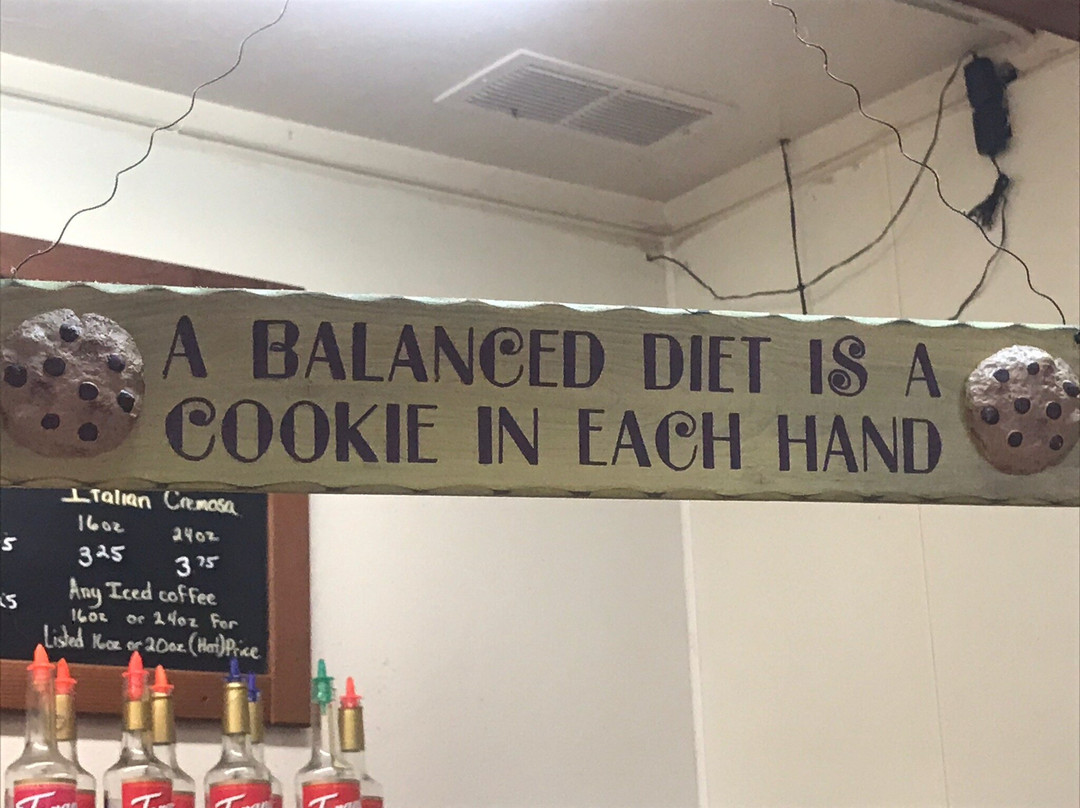 A BALANCED DIET IS A
COOKIE IN EACH HAND
Italian Cremosa
16oz 24oz
3 25 3 75
Any Iced coffee
16oz or 24oz For
Listed 16oz or 20oz (Hot) Price